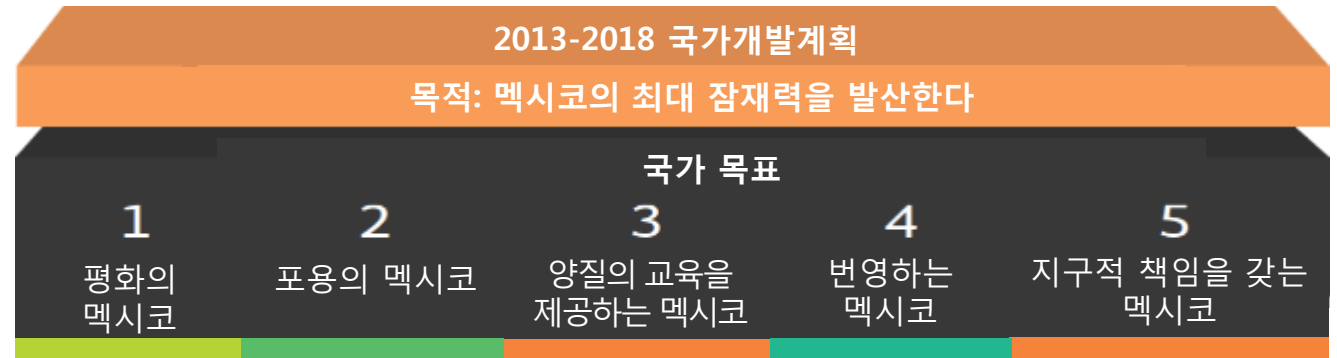 2013-2018 국가개발계획
목적: 멕시코의 최대 잠재력을 발산한다
국가 목표
1
평화의
멕시코
2
포용의 멕시코
3
양질의 교육을
제공하는 멕시코
4
번영하는
멕시코
5
지구적 책임을 갖는
멕시코